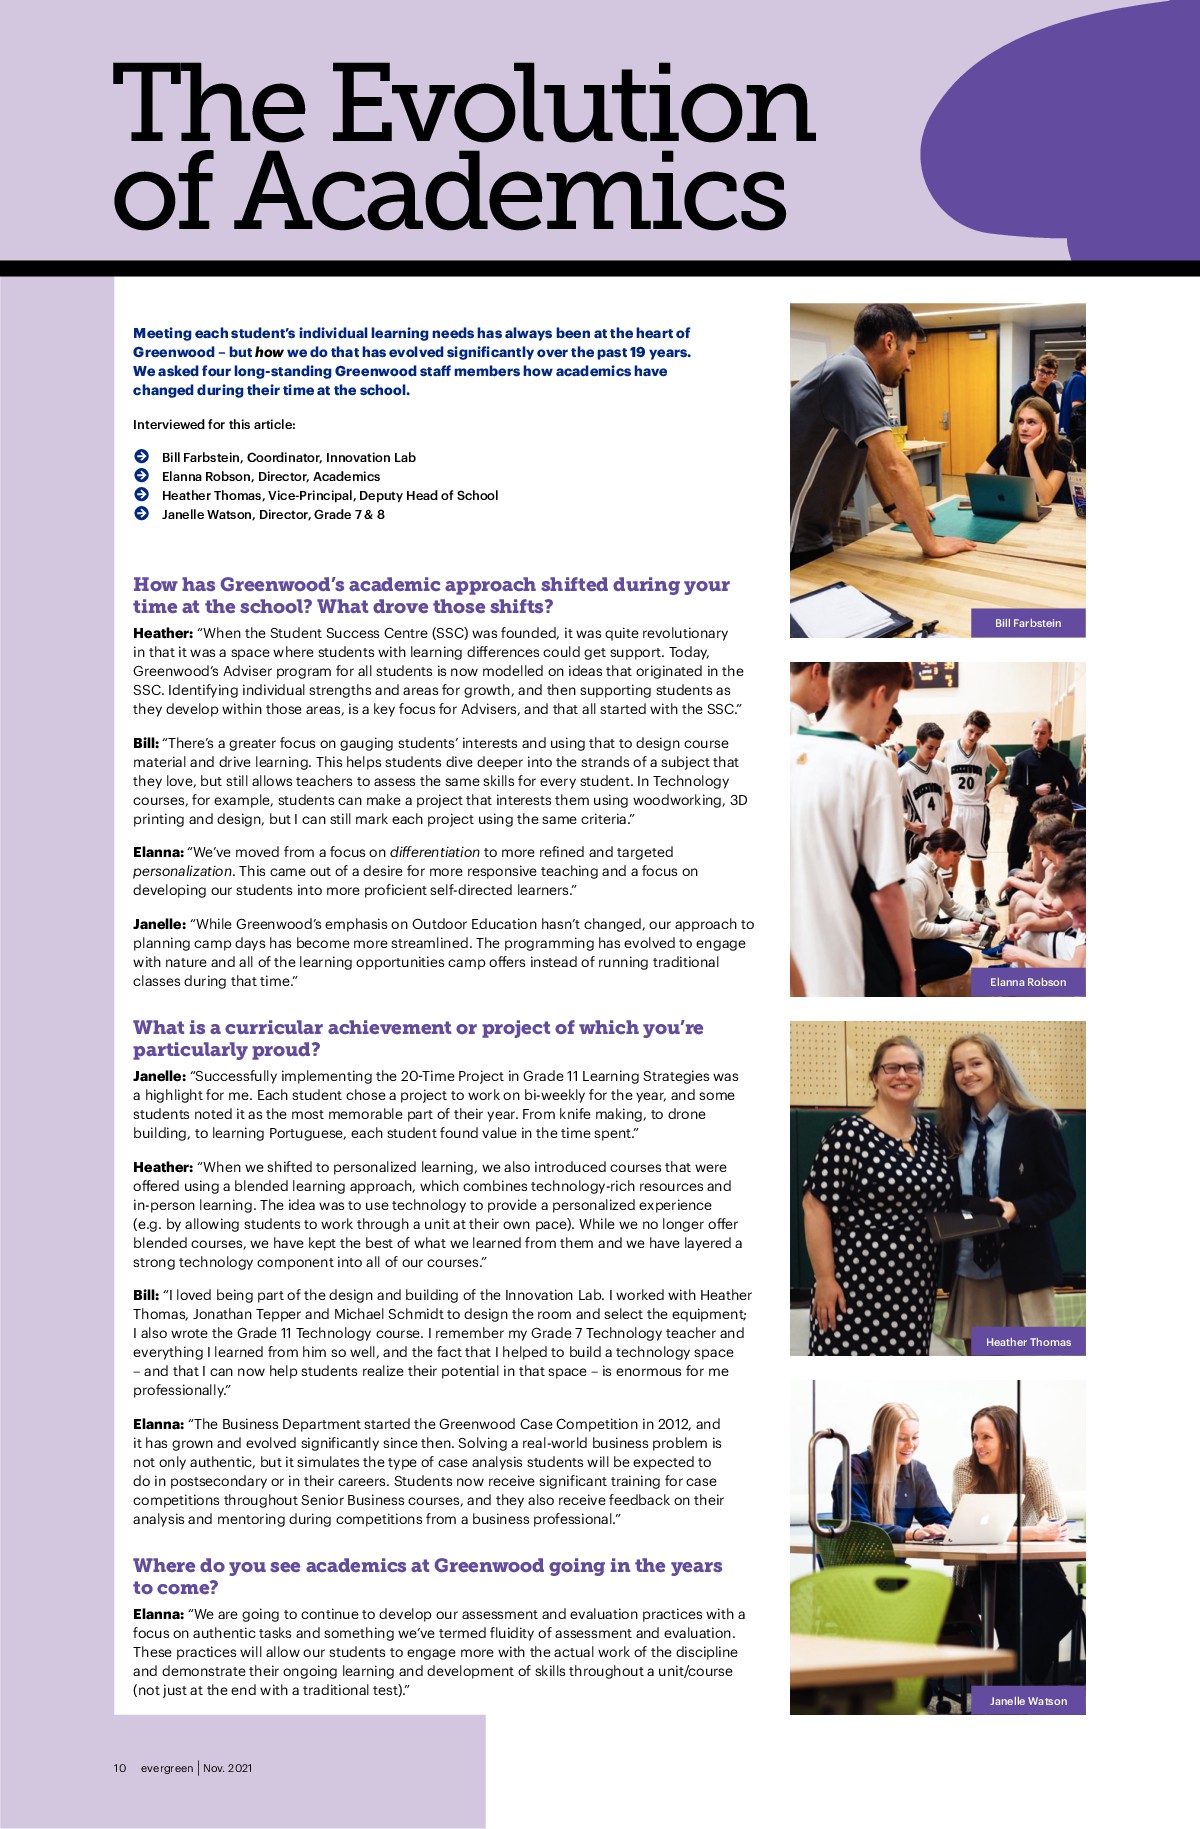 The Evolution
of Academics
Meeting each student’s individual learning needs has always been at the heart of
Greenwood – but how we do that has evolved significantly over the past 19 years.
We asked four long-standing Greenwood staff members how academics have
changed during their time at the school.
Interviewed for this article:
Bill Farbstein, Coordinator, Innovation Lab
Elanna Robson, Director, Academics
Heather Thomas, Vice-Principal, Deputy Head of School
Janelle Watson, Director, Grade 7 & 8
How has Greenwood’s academic approach shifted during your
time at the school? What drove those shifts?
Heather: “When the Student Success Centre (SSC) was founded, it was quite revolutionary
in that it was a space where students with learning differences could get support. Today,
Greenwood’s Adviser program for all students is now modelled on ideas that originated in the
SSC. Identifying individual strengths and areas for growth, and then supporting students as
they develop within those areas, is a key focus for Advisers, and that all started with the SSC.”
Bill: “There’s a greater focus on gauging students’ interests and using that to design course
material and drive learning. This helps students dive deeper into the strands of a subject that
they love, but still allows teachers to assess the same skills for every student. In Technology
courses, for example, students can make a project that interests them using woodworking, 3D
printing and design, but I can still mark each project using the same criteria.”
Elanna: “We’ve moved from a focus on differentiation to more refined and targeted
personalization. This came out of a desire for more responsive teaching and a focus on
developing our students into more proficient self-directed learners.”
Janelle: “While Greenwood’s emphasis on Outdoor Education hasn’t changed, our approach to
planning camp days has become more streamlined. The programming has evolved to engage
with nature and all of the learning opportunities camp offers instead of running traditional
classes during that time.”
What is a curricular achievement or project of which you’re
particularly proud?
Janelle: “Successfully implementing the 20-Time Project in Grade 11 Learning Strategies was
a highlight for me. Each student chose a project to work on bi-weekly for the year, and some
students noted it as the most memorable part of their year. From knife making, to drone
building, to learning Portuguese, each student found value in the time spent.”
Heather: “When we shifted to personalized learning, we also introduced courses that were
offered using a blended learning approach, which combines technology-rich resources and
in-person learning. The idea was to use technology to provide a personalized experience
(e.g. by allowing students to work through a unit at their own pace). While we no longer offer
blended courses, we have kept the best of what we learned from them and we have layered a
strong technology component into all of our courses.”
Bill: “I loved being part of the design and building of the Innovation Lab. I worked with Heather
Thomas, Jonathan Tepper and Michael Schmidt to design the room and select the equipment;
I also wrote the Grade 11 Technology course. I remember my Grade 7 Technology teacher and
everything I learned from him so well, and the fact that I helped to build a technology space
– and that I can now help students realize their potential in that space – is enormous for me
professionally.”
Elanna: “The Business Department started the Greenwood Case Competition in 2012, and
it has grown and evolved significantly since then. Solving a real-world business problem is
not only authentic, but it simulates the type of case analysis students will be expected to
do in postsecondary or in their careers. Students now receive significant training for case
competitions throughout Senior Business courses, and they also receive feedback on their
analysis and mentoring during competitions from a business professional.”
Where do you see academics at Greenwood going in the years
to come?
Elanna: “We are going to continue to develop our assessment and evaluation practices with a
focus on authentic tasks and something we’ve termed fluidity of assessment and evaluation.
These practices will allow our students to engage more with the actual work of the discipline
and demonstrate their ongoing learning and development of skills throughout a unit/course
(not just at the end with a traditional test).”
Bill Farbstein
4
20
Elanna Robson
Heather Thomas
Janelle Watson
10 evergreen | Nov. 2021